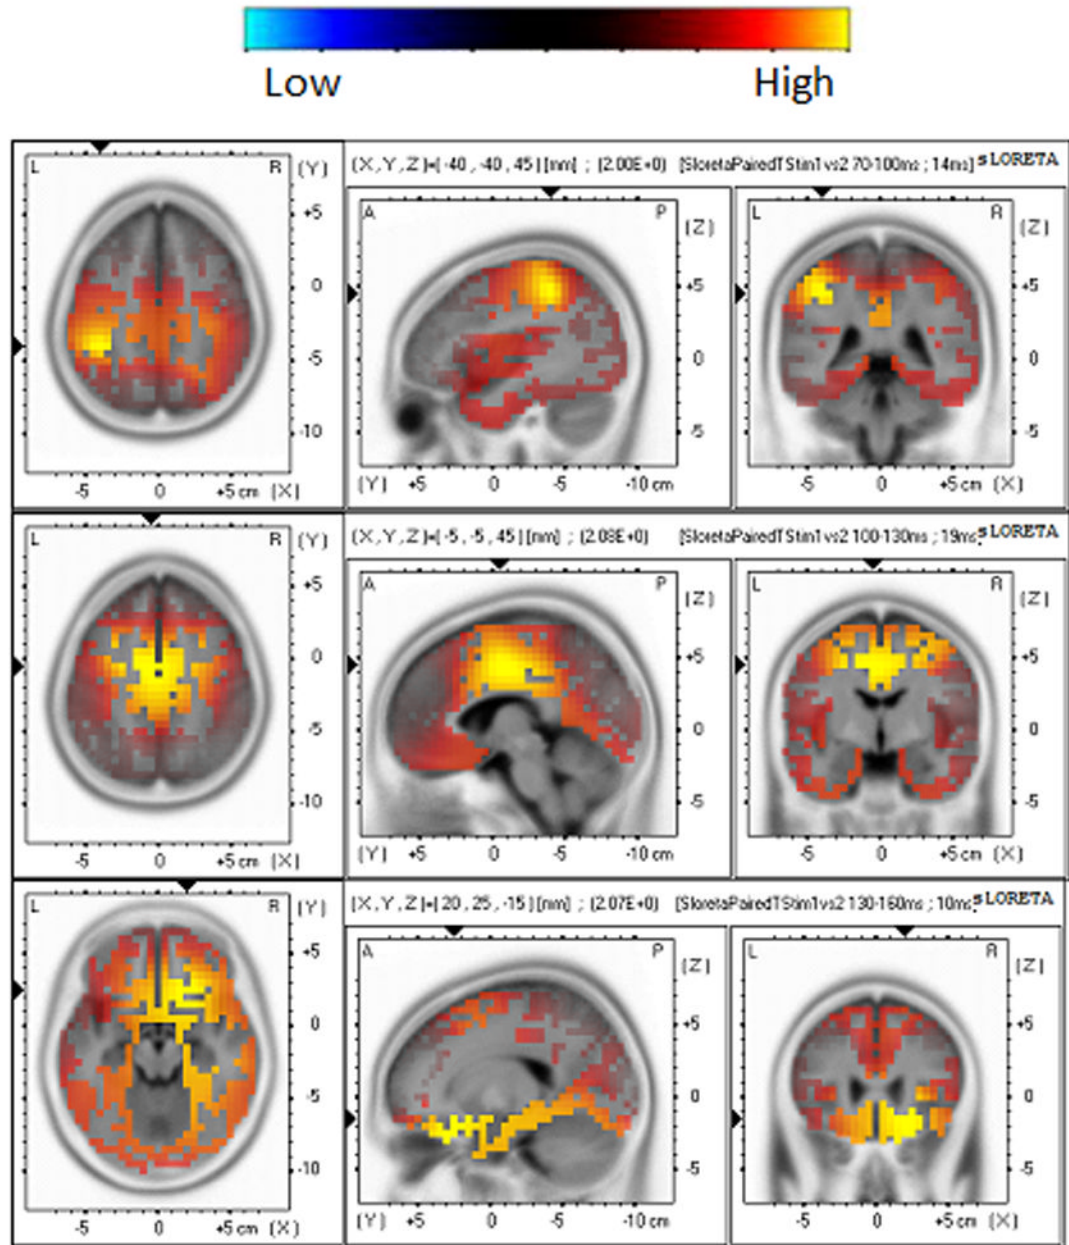 Low High
L R (Y) +5 0 -5 -10 -5 0 +5 cm (X)
(X, Y, Z)=(-40, -40, 45)[mm] ; (2.00E+0) [SloretaPairedTStim1vs2 70-100ms ; 14ms] sLORETA
A P (Z) +5 0 -5 (Y) +5 0 -5 -10 cm
L R (Z) +5 0 -5 -5 0 +5 cm (X)
L R (Y) +5 0 -5 -10 -5 0 +5 cm (X)
(X, Y, Z)=(-5, -5, 45)[mm] ; (2.08E+0) [SloretaPairedTStim1vs2 100-130ms ; 19ms] sLORETA
A P (Z) +5 0 -5 (Y) +5 0 -5 -10 cm
L R (Z) +5 0 -5 -5 0 +5 cm (X)
L R (Y) +5 0 -5 -10 -5 0 +5 cm (X)
(X, Y, Z)=(20, 25, -15)[mm] ; (2.07E+0) [SloretaPairedTStim1vs2 130-160ms ; 10ms] sLORETA
A P (Z) +5 0 -5 (Y) +5 0 -5 -10 cm
L R (Z) +5 0 -5 -5 0 +5 cm (X)